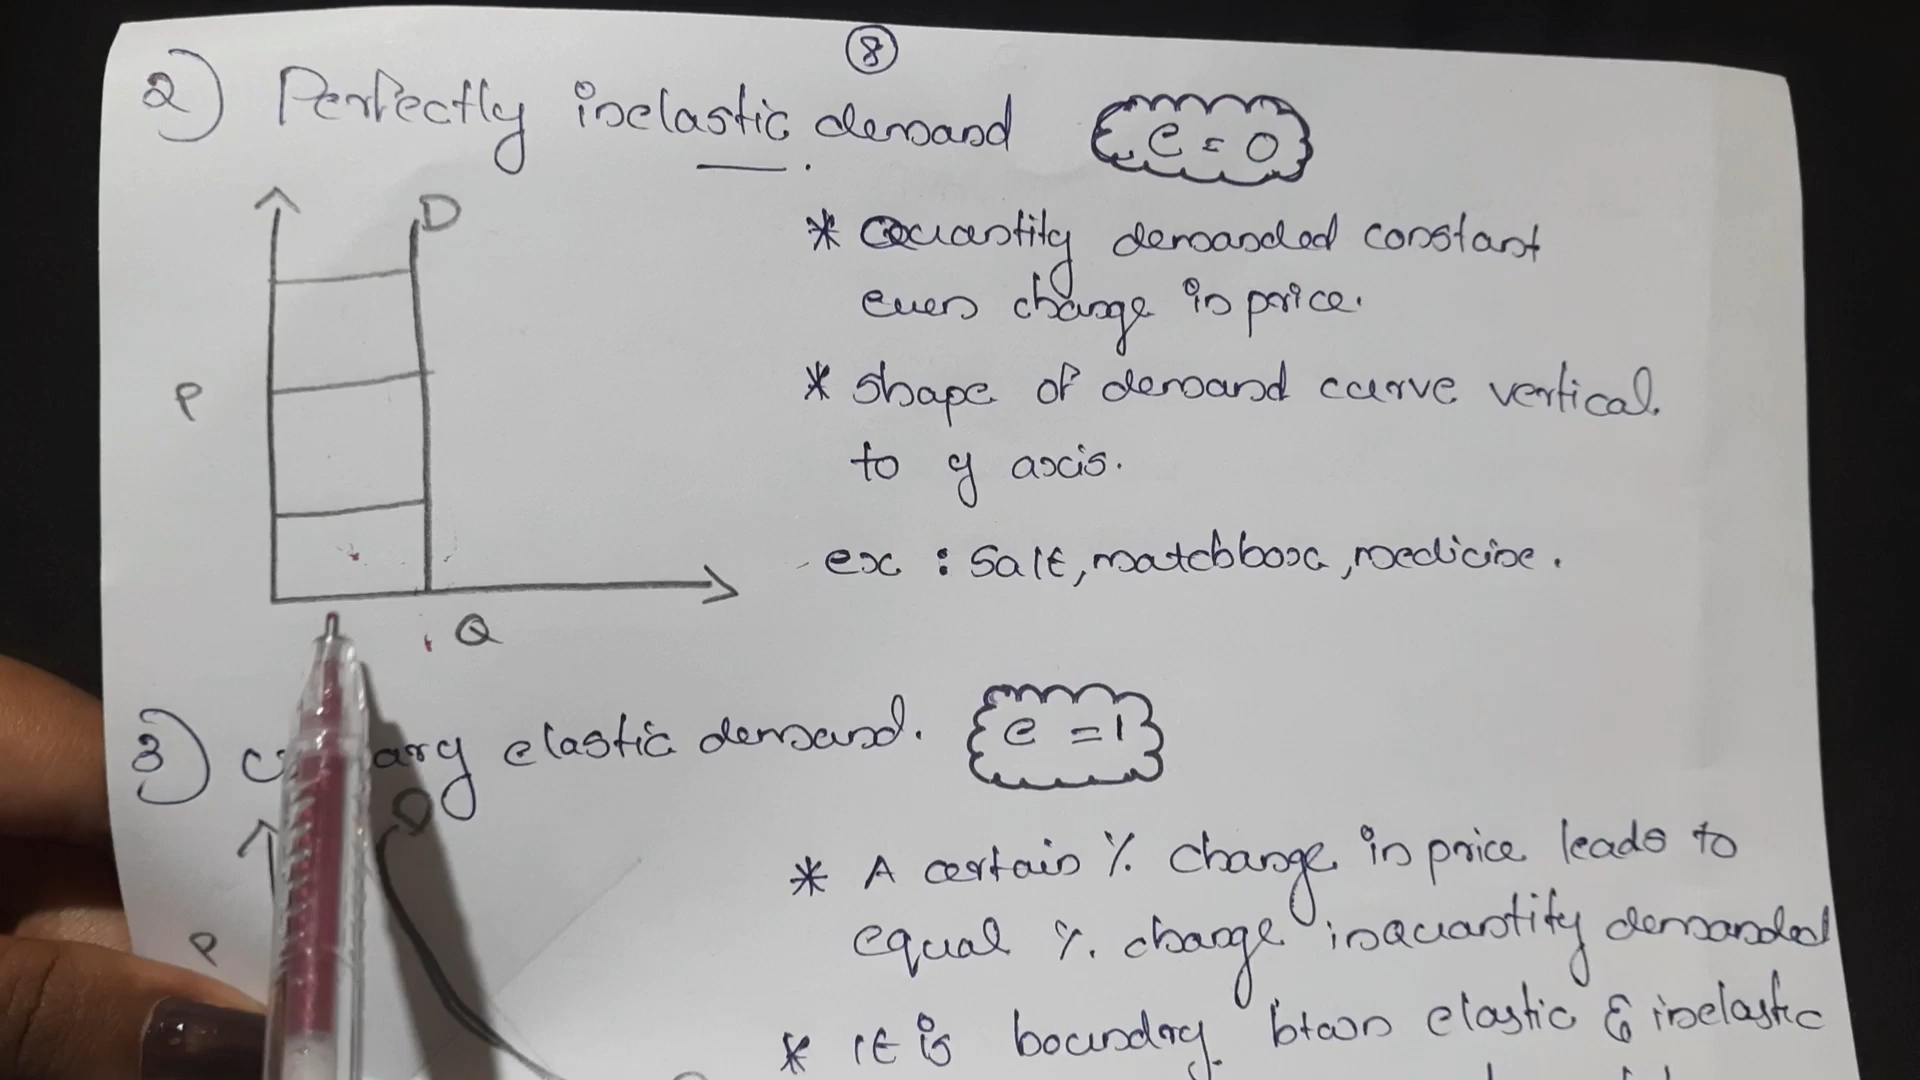 8
2) Perfectly inelastic demand e = 0
D
P
Q
* Quantity demanded constant
even change in price.
* shape of demand curve vertical
to y axis.
ex : Salt, matchbox, medicine.
3) elastic demand. e = 1
D
P
* A certain % change in price leads to
equal % change in quantity demanded
* It is boundry btwn elastic & inelastic